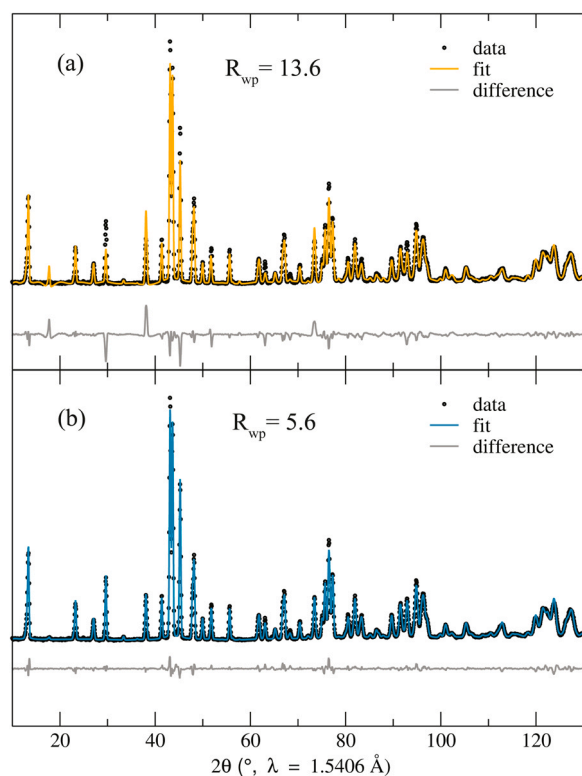 (a)
R_wp = 13.6
data
fit
difference
(b)
R_wp = 5.6
data
fit
difference
20 40 60 80 100 120
2θ (°, λ = 1.5406 Å)